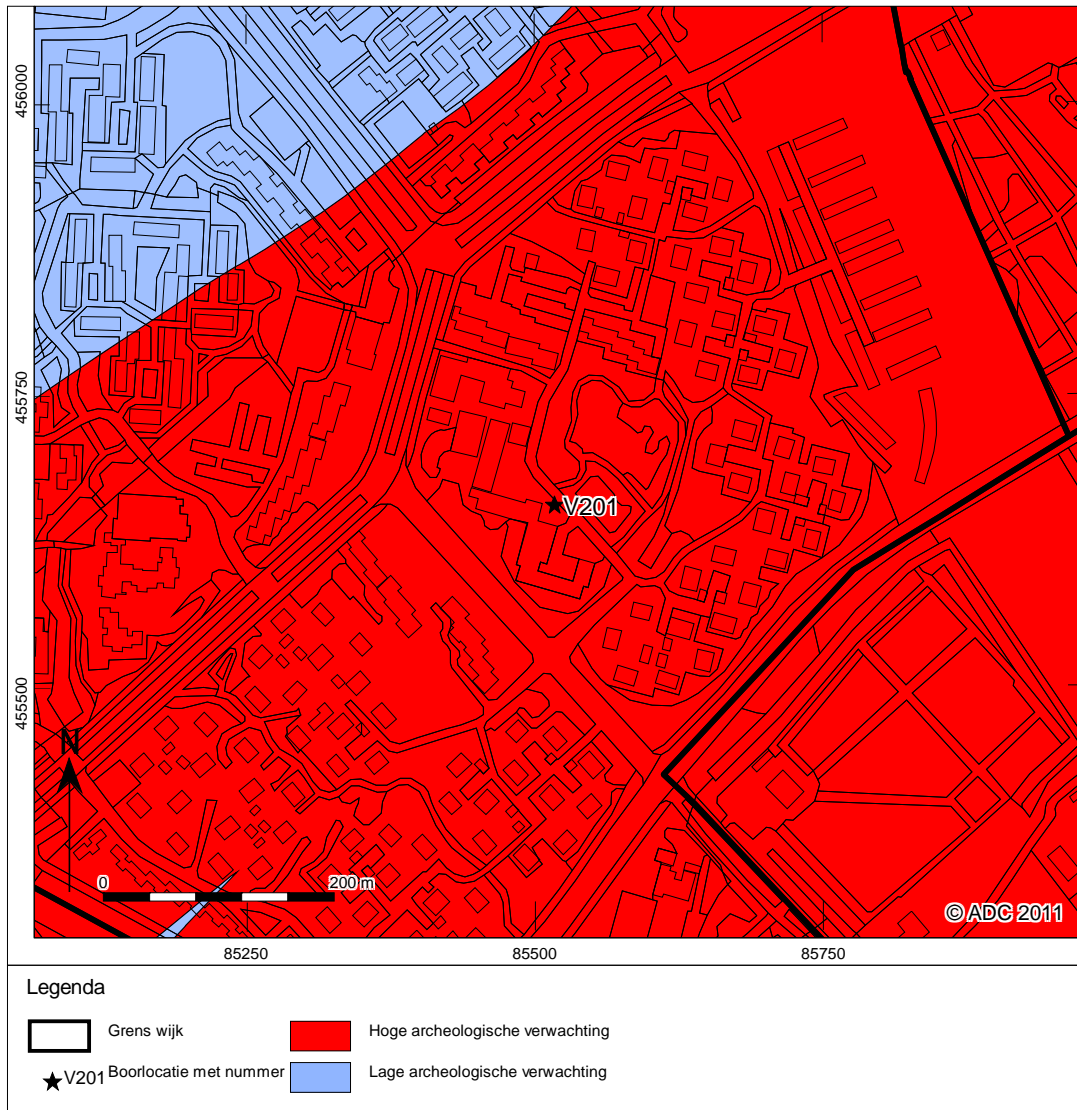 456000
455750
V201
455500
N
0 200 m
© ADC 2011
85250 85500 85750
Legenda
Grens wijk Hoge archeologische verwachting
V201 Boorlocatie met nummer Lage archeologische verwachting